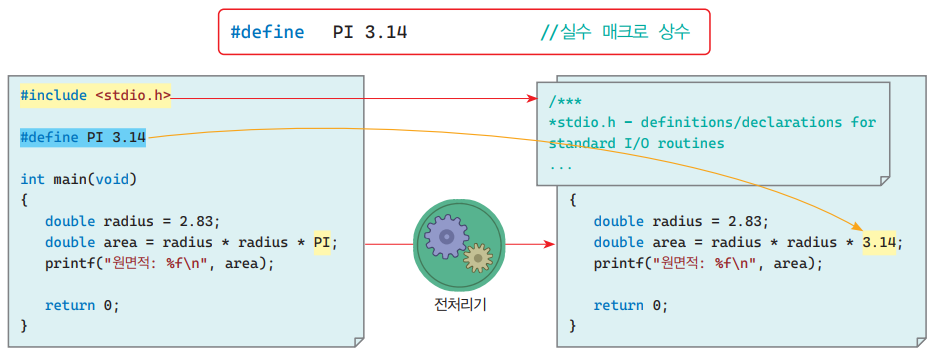 #define PI 3.14 //실수 매크로 상수
#include <stdio.h>
#define PI 3.14
int main(void)
{
double radius = 2.83;
double area = radius * radius * PI;
printf("원면적: %f\n", area);
return 0;
}
전처리기
/***
*stdio.h - definitions/declarations for
standard I/O routines
...
{
double radius = 2.83;
double area = radius * radius * 3.14;
printf("원면적: %f\n", area);
return 0;
}